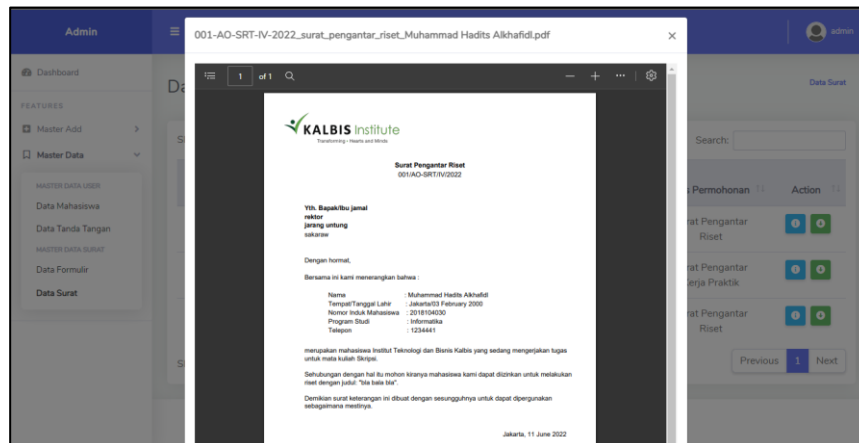 Admin
001-AO-SRT-IV-2022_surat_pengantar_riset_Muhammad Hadits Alkhafidl.pdf
×
admin
Dashboard
FEATURES
Master Add
Master Data
MASTER DATA USER
Data Mahasiswa
Data Tanda Tangan
MASTER DATA SURAT
Data Formulir
Data Surat
Da
Data Surat
1 of 1
KALBIS Institute
Transforming - Hearts and Minds
Surat Pengantar Riset
001/AO-SRT/IV/2022
Yth. Bapak/Ibu jamal
rektor
jarang untung
sakaraw
Dengan hormat,
Bersama ini kami menerangkan bahwa :
Nama : Muhammad Hadits Alkhafidl
Tempat/Tanggal Lahir : Jakarta/03 February 2000
Nomor Induk Mahasiswa : 2018104030
Program Studi : Informatika
Telepon : 1234441
merupakan mahasiswa Institut Teknologi dan Bisnis Kalbis yang sedang mengerjakan tugas
untuk mata kuliah Skripsi.
Sehubungan dengan hal itu mohon kiranya mahasiswa kami dapat diizinkan untuk melakukan
riset dengan judul: "bla bala bla".
Demikian surat keterangan ini dibuat dengan sesungguhnya untuk dapat dipergunakan
sebagaimana mestinya.
Jakarta, 11 June 2022
Search:
s Permohonan Action
rat Pengantar
Riset
rat Pengantar
Kerja Praktik
rat Pengantar
Riset
Previous 1 Next